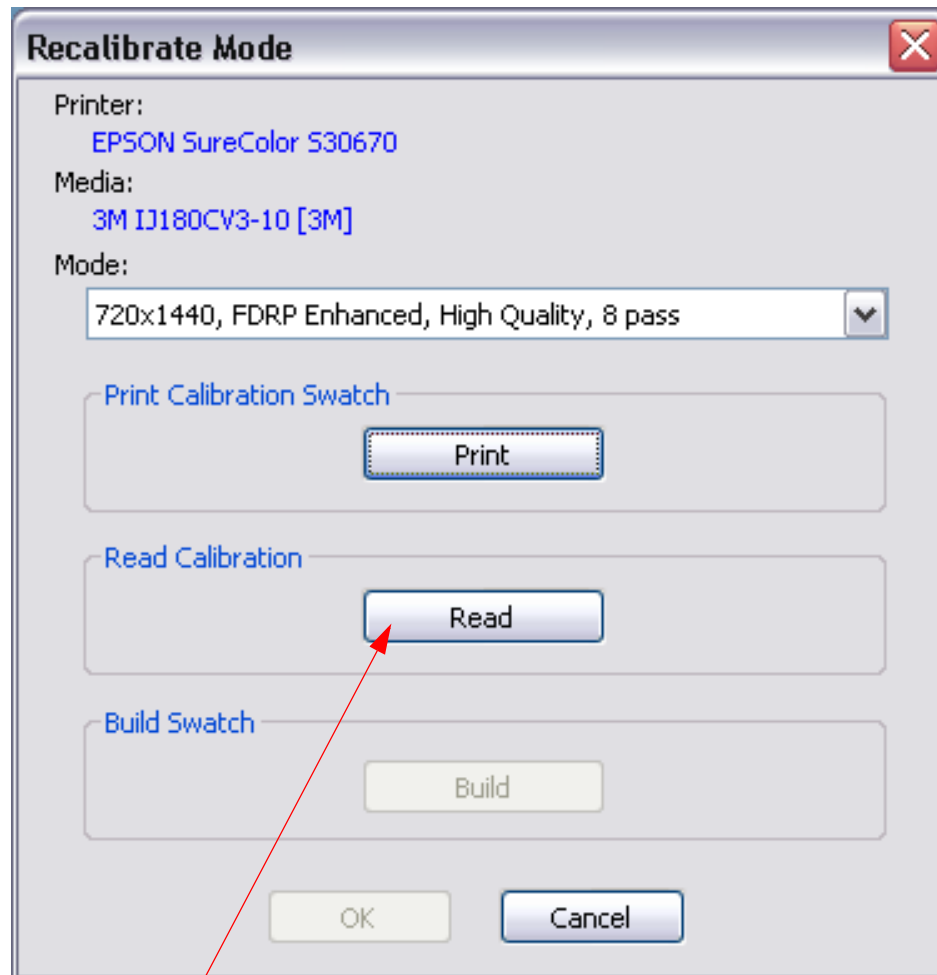 Recalibrate Mode
Printer:
EPSON SureColor S30670
Media:
3M IJ180CV3-10 [3M]
Mode:
720x1440, FDRP Enhanced, High Quality, 8 pass
Print Calibration Swatch
Print
Read Calibration
Read
Build Swatch
Build
OK
Cancel